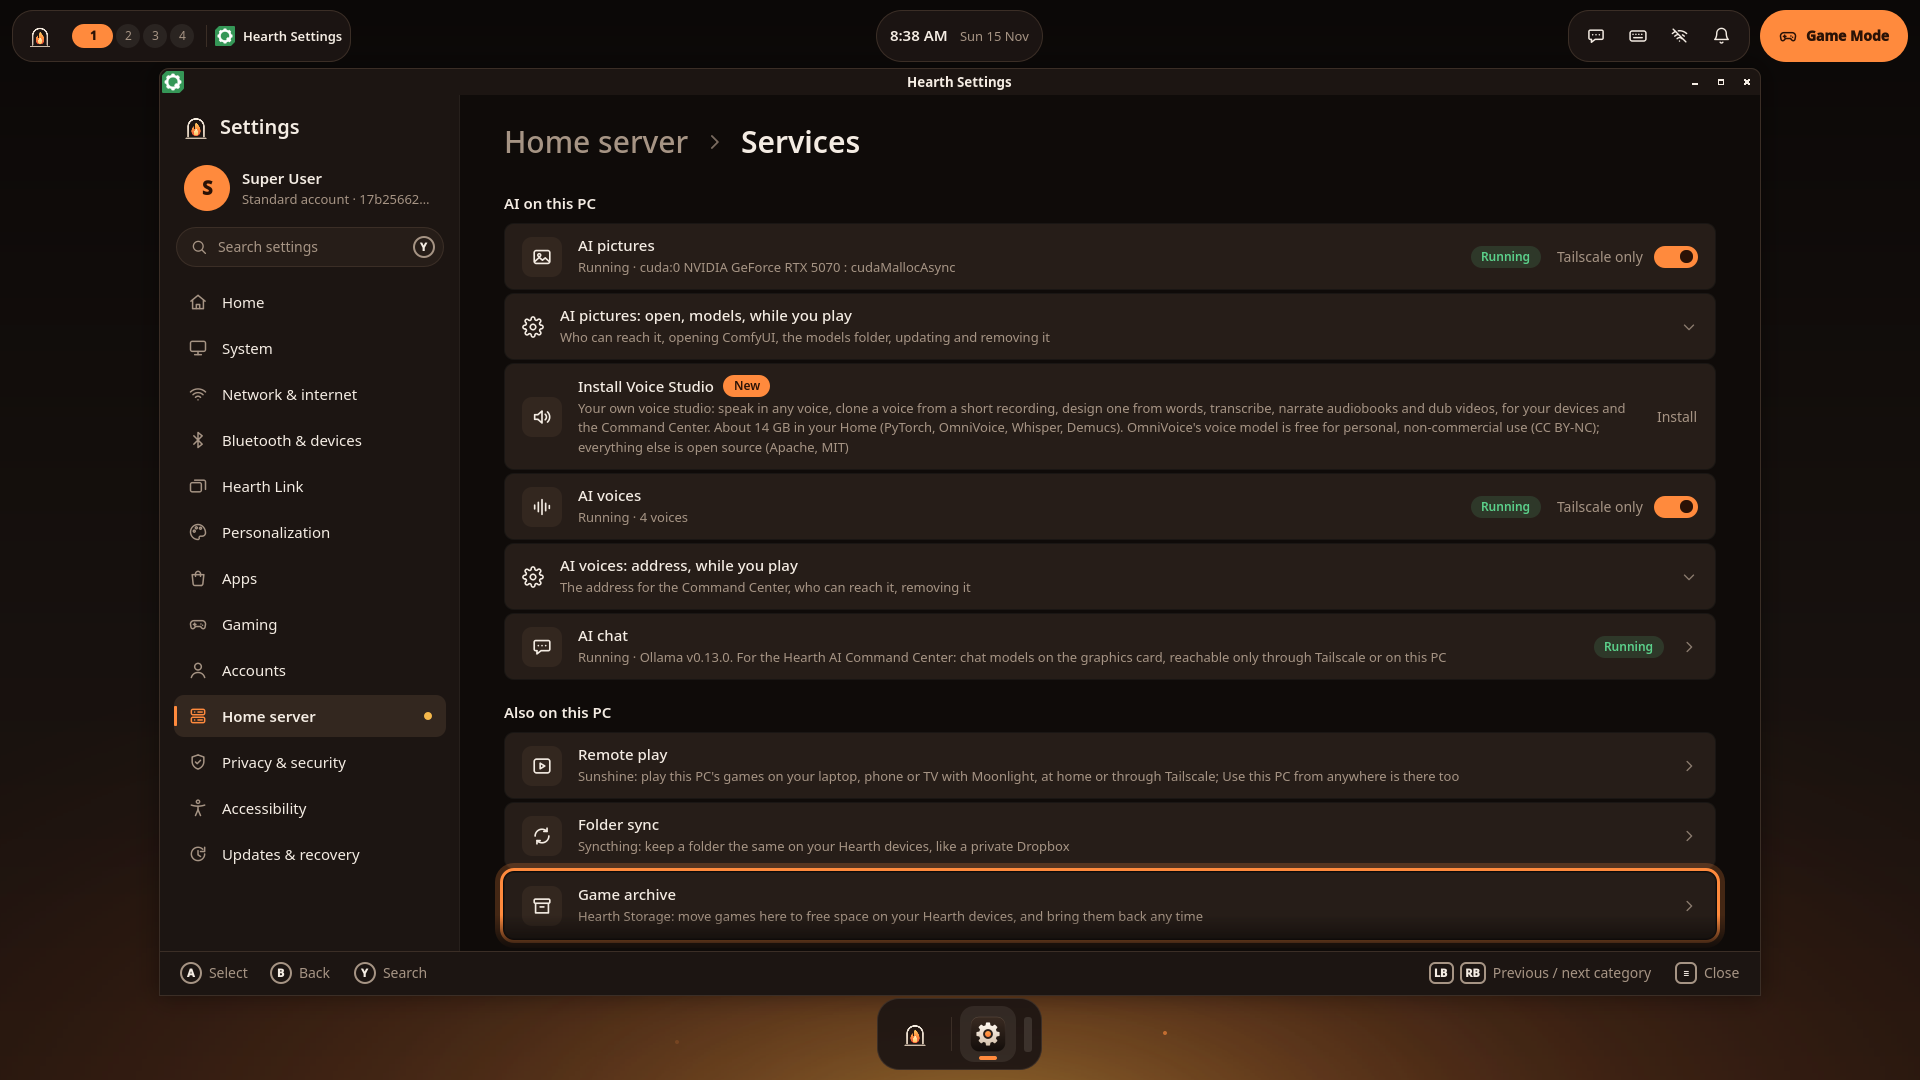 1 2 3 4 Hearth Settings
8:38 AM Sun 15 Nov
Game Mode
Hearth Settings
Settings
S
Super User
Standard account · 17b25662...
Search settings Y
Home
System
Network & internet
Bluetooth & devices
Hearth Link
Personalization
Apps
Gaming
Accounts
Home server
Privacy & security
Accessibility
Updates & recovery
Home server > Services
AI on this PC
AI pictures
Running · cuda:0 NVIDIA GeForce RTX 5070 : cudaMallocAsync
Running Tailscale only
AI pictures: open, models, while you play
Who can reach it, opening ComfyUI, the models folder, updating and removing it
Install Voice Studio New
Your own voice studio: speak in any voice, clone a voice from a short recording, design one from words, transcribe, narrate audiobooks and dub videos, for your devices and
the Command Center. About 14 GB in your Home (PyTorch, OmniVoice, Whisper, Demucs). OmniVoice's voice model is free for personal, non-commercial use (CC BY-NC);
everything else is open source (Apache, MIT)
Install
AI voices
Running · 4 voices
Running Tailscale only
AI voices: address, while you play
The address for the Command Center, who can reach it, removing it
AI chat
Running · Ollama v0.13.0. For the Hearth AI Command Center: chat models on the graphics card, reachable only through Tailscale or on this PC
Running
Also on this PC
Remote play
Sunshine: play this PC's games on your laptop, phone or TV with Moonlight, at home or through Tailscale; Use this PC from anywhere is there too
Folder sync
Syncthing: keep a folder the same on your Hearth devices, like a private Dropbox
Game archive
Hearth Storage: move games here to free space on your Hearth devices, and bring them back any time
A Select B Back Y Search
LB RB Previous / next category ≡ Close